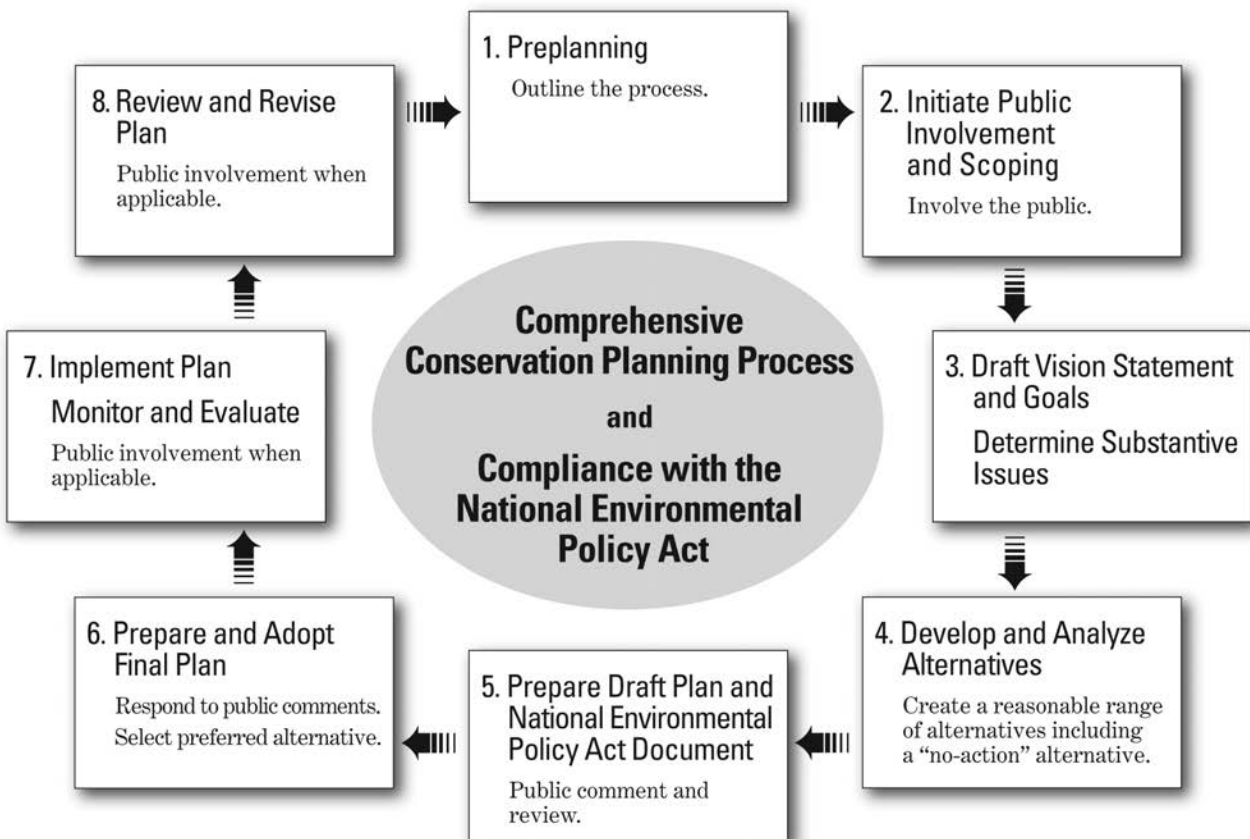 1. Preplanning
Outline the process.
2. Initiate Public
Involvement
and Scoping
Involve the public.
3. Draft Vision Statement
and Goals
Determine Substantive
Issues
4. Develop and Analyze
Alternatives
Create a reasonable range
of alternatives including
a “no-action” alternative.
5. Prepare Draft Plan and
National Environmental
Policy Act Document
Public comment and
review.
6. Prepare and Adopt
Final Plan
Respond to public comments.
Select preferred alternative.
7. Implement Plan
Monitor and Evaluate
Public involvement when
applicable.
8. Review and Revise
Plan
Public involvement when
applicable.
Comprehensive
Conservation Planning Process
and
Compliance with the
National Environmental
Policy Act